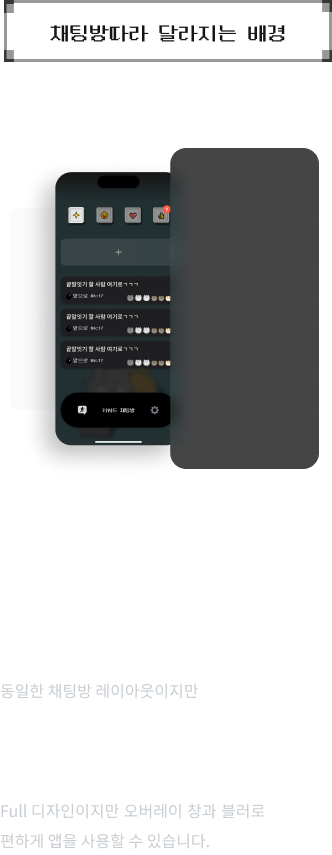 채팅방따라 달라지는 배경
끝말잇기 할 사람 여기로ㄱㄱㄱ
끝말잇기 할 사람 여기로ㄱㄱㄱ
끝말잇기 할 사람 여기로ㄱㄱㄱ
동일한 채팅방 레이아웃이지만
Full 디자인이지만 오버레이 창과 블러로
편하게 앱을 사용할 수 있습니다.